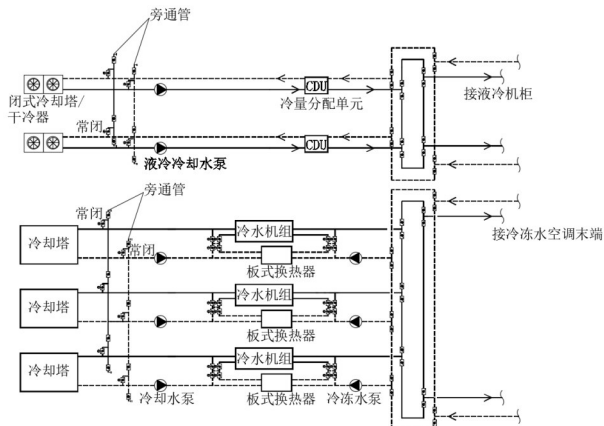 旁通管
CDU
闭式冷却塔/
干冷器
冷量分配单元
接液冷机柜
常闭
CDU
液冷冷却水泵
旁通管
常闭
冷却塔
常闭
冷水机组
板式换热器
接冷冻水空调末端
冷却塔
冷水机组
板式换热器
冷却塔
冷水机组
冷却水泵
板式换热器
冷冻水泵